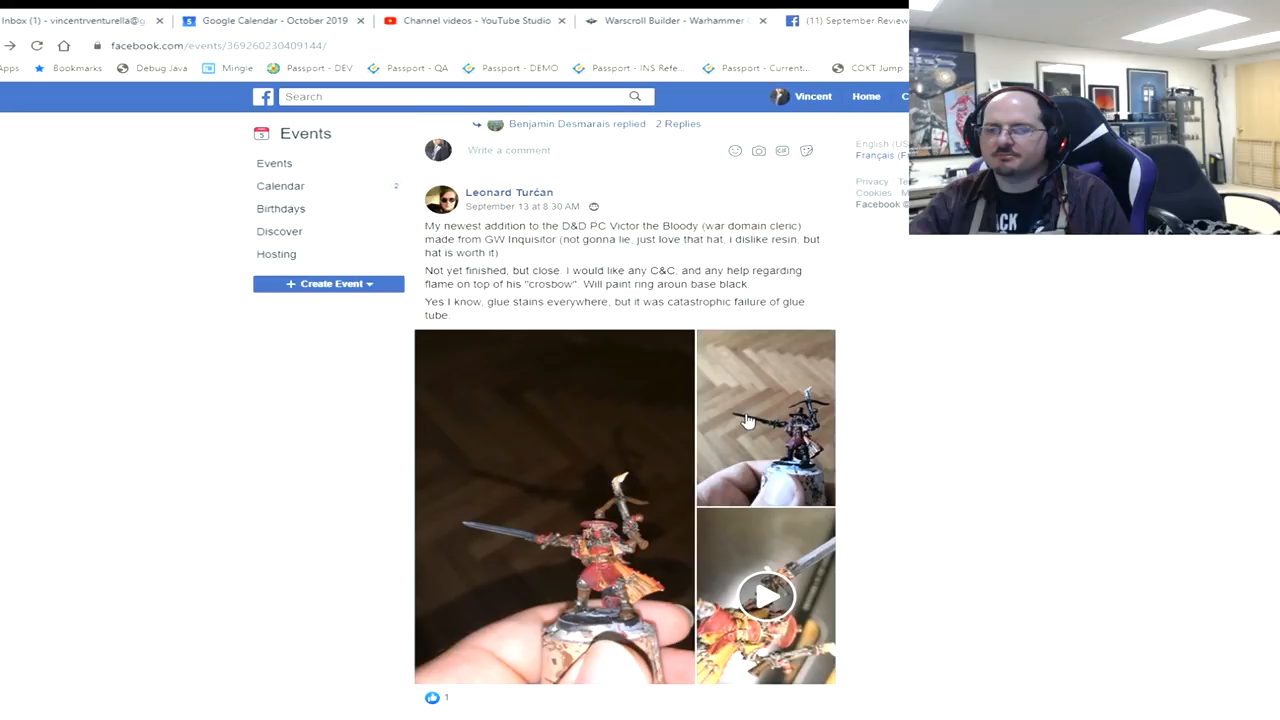 Inbox (1) - vincentrventurella@g
Google Calendar - October 2019
Channel videos - YouTube Studio
Warscroll Builder - Warhammer
(11) September Review
facebook.com/events/369260230409144/
Apps
Bookmarks
Debug Java
Mingle
Passport - DEV
Passport - QA
Passport - DEMO
Passport - INS Refe...
Passport - Current...
COKT Jump
Search
Vincent
Home
Events
Events
Calendar 2
Birthdays
Discover
Hosting
+ Create Event
Benjamin Desmarais replied 2 Replies
Write a comment
GIF
Leonard Turćan
September 13 at 8:30 AM
My newest addition to the D&D PC Victor the Bloody (war domain cleric)
made from GW Inquisitor (not gonna lie, just love that hat, i dislike resin, but
hat is worth it)
Not yet finished, but close. I would like any C&C, and any help regarding
flame on top of his "crosbow". Will paint ring aroun base black.
Yes I know, glue stains everywhere, but it was catastrophic failure of glue
tube.
1
English (US
Français (Fr
Privacy Te
Cookies
Facebook ©